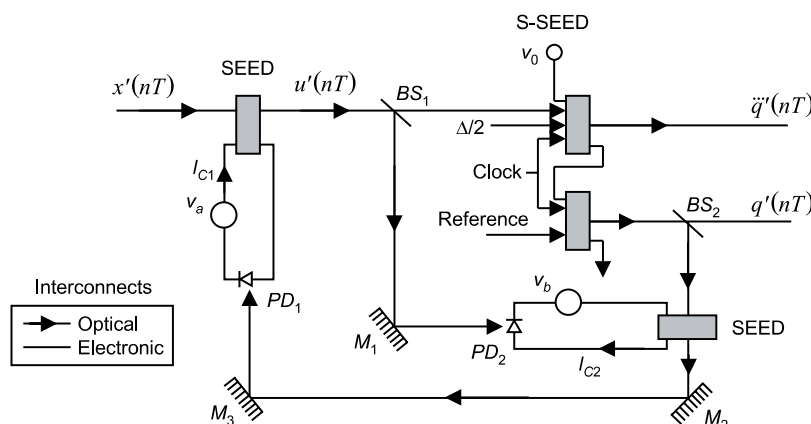 S-SEED
v0
SEED
x'(nT)
u'(nT)
BS1
q̈'(nT)
Δ/2
IC1
Clock
va
Reference
BS2
q'(nT)
Interconnects
Optical
Electronic
PD1
vb
M1
PD2
SEED
IC2
M3
M2